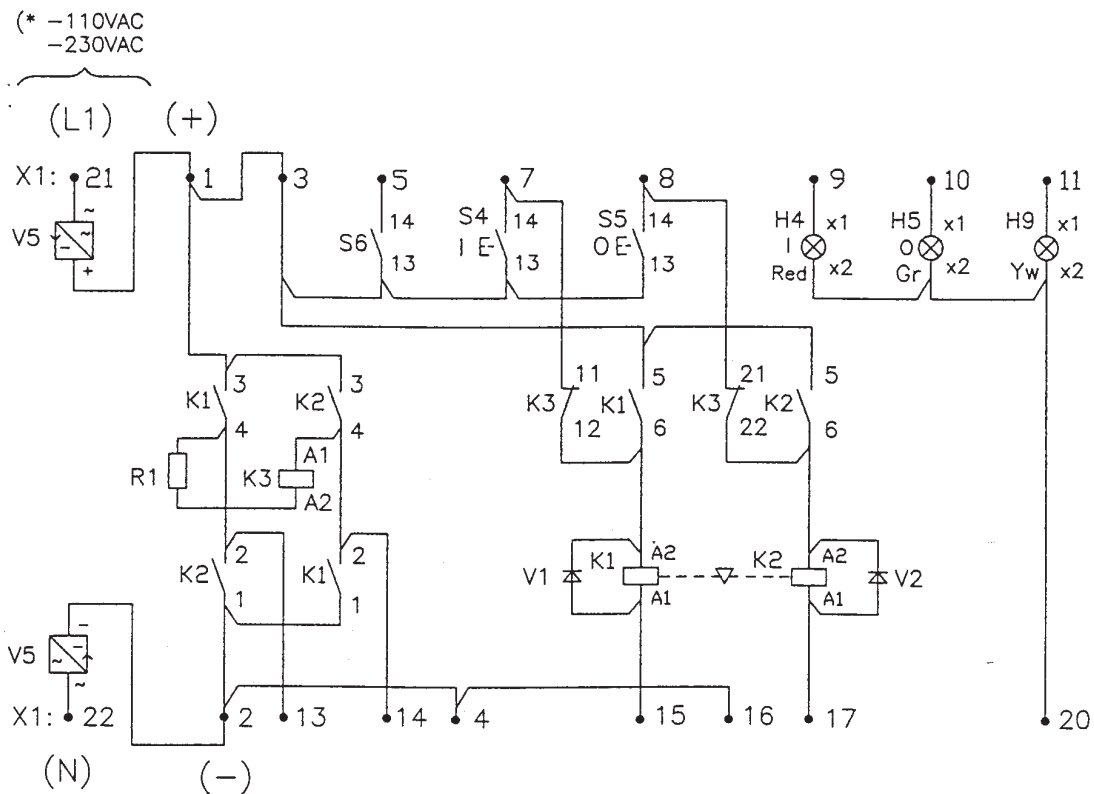 (* -110VAC
-230VAC
(L1) (+)
X1: 21 1 3 5 7 8 9 10 11
V5 ~ - ~ +
S6 14 13
S4 14 I E 13
S5 14 O E 13
H4 x1 I Red x2
H5 x1 O Gr x2
H9 x1 Yw x2
K1 3 4
K2 3 4
R1 K3 A1 A2
K3 11 12
K1 5 6
K3 21 22
K2 5 6
K2 2 1
K1 2 1
V1 K1 A2 A1
K2 A2 A1 V2
V5 - - ~ ~
X1: 22 2 13 14 4 15 16 17 20
(N) (-)